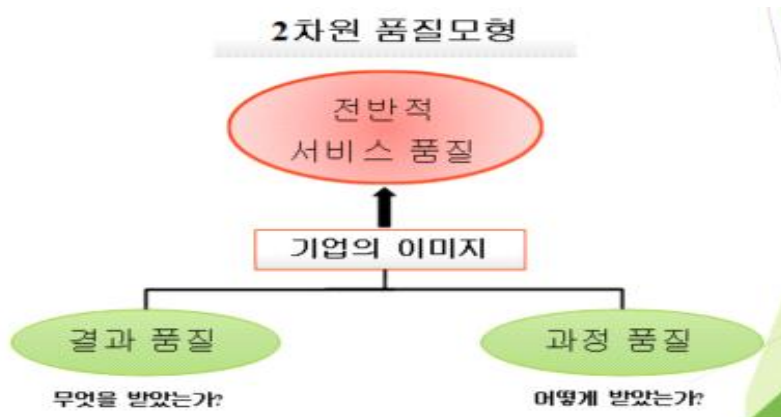 2차원 품질모형
전반적
서비스 품질
기업의 이미지
결과 품질
과정 품질
무엇을 받았는가?
어떻게 받았는가?